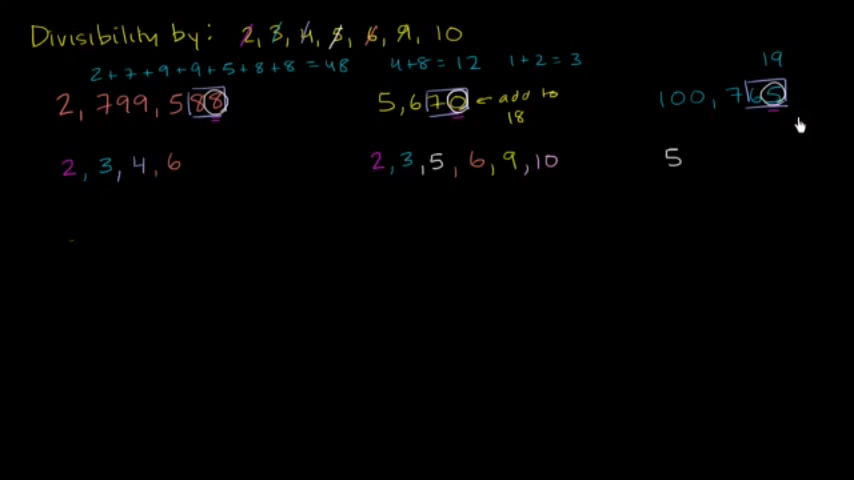 Divisibility by: 2, 3, 4, 5, 6, 9, 10
2+7+9+9+5+8+8=48 4+8=12 1+2=3 19
2,799,588 5,670 ← add to 18 100,765
2, 3, 4, 6 2, 3, 5, 6, 9, 10 5